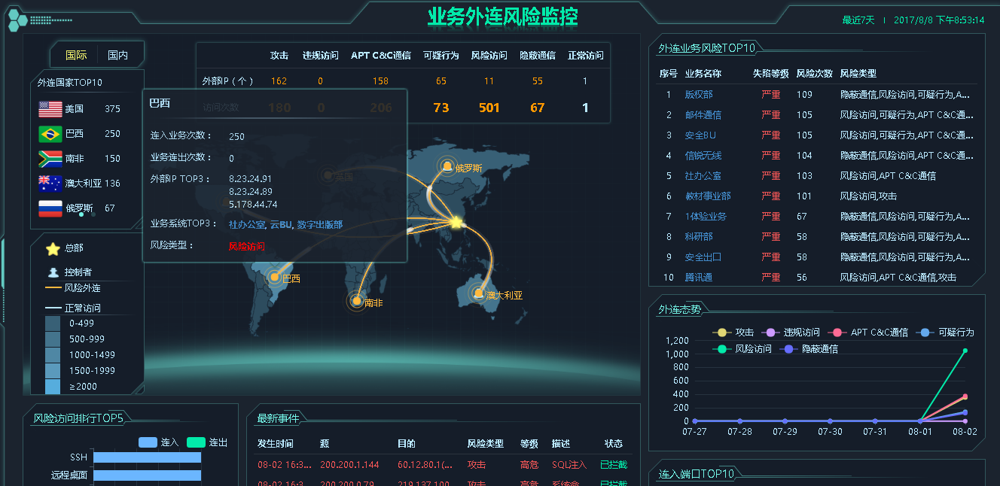 业务外连风险监控
最近7天 | 2017/8/8 下午8:53:14
国际 国内
外连国家TOP10
美国 375
巴西 250
南非 150
澳大利亚 136
俄罗斯 67
总部
控制者
风险外连
正常访问
0-499
500-999
1000-1499
1500-1999
≥2000
攻击 违规访问 APT C&C通信 可疑行为 风险访问 隐蔽通信 正常访问
外部IP（个） 162 0 158 65 11 55 1
访问次数 180 0 206 73 501 67 1
巴西
连入业务次数： 250
业务连出次数： 0
外部IP TOP3： 8.23.24.91
8.23.24.89
5.178.44.74
业务系统TOP3： 社办公室, 云BU, 数字出版部
风险类型： 风险访问
英国
俄罗斯
巴西
南非
澳大利亚
外连业务风险TOP10
序号 业务名称 失陷等级 风险次数 风险类型
1 版权部 严重 109 隐蔽通信,风险访问,可疑行为,A...
2 邮件通信 严重 105 风险访问,可疑行为,APT C&C通...
3 安全BU 严重 105 风险访问,可疑行为,APT C&C通...
4 信锐无线 严重 104 风险访问,可疑行为,APT C&C通...
5 社办公室 严重 103 风险访问,APT C&C通信
6 教材事业部 严重 101 风险访问,攻击
7 1体验业务 严重 67 隐蔽通信,风险访问,可疑行为,A...
8 科研部 严重 58 隐蔽通信,风险访问,可疑行为,A...
9 安全出口 严重 58 隐蔽通信,风险访问,可疑行为,A...
10 腾讯通 严重 56 风险访问,APT C&C通信,攻击
外连态势
攻击 违规访问 APT C&C通信 可疑行为
风险访问 隐蔽通信
1,200
1,000
800
600
400
200
0
07-27 07-28 07-29 07-30 07-31 08-01 08-02
风险访问排行TOP5
连入 连出
SSH
远程桌面
最新事件
发生时间 源 目的 风险类型 等级 描述 状态
08-02 16:3... 200.200.1.144 60.12.80.1(... 攻击 高危 SQL注入 已拦截
08-02 16:3... 200.200.0.79 219.137.100... 攻击 高危 系统命... 已拦截
连入端口TOP10